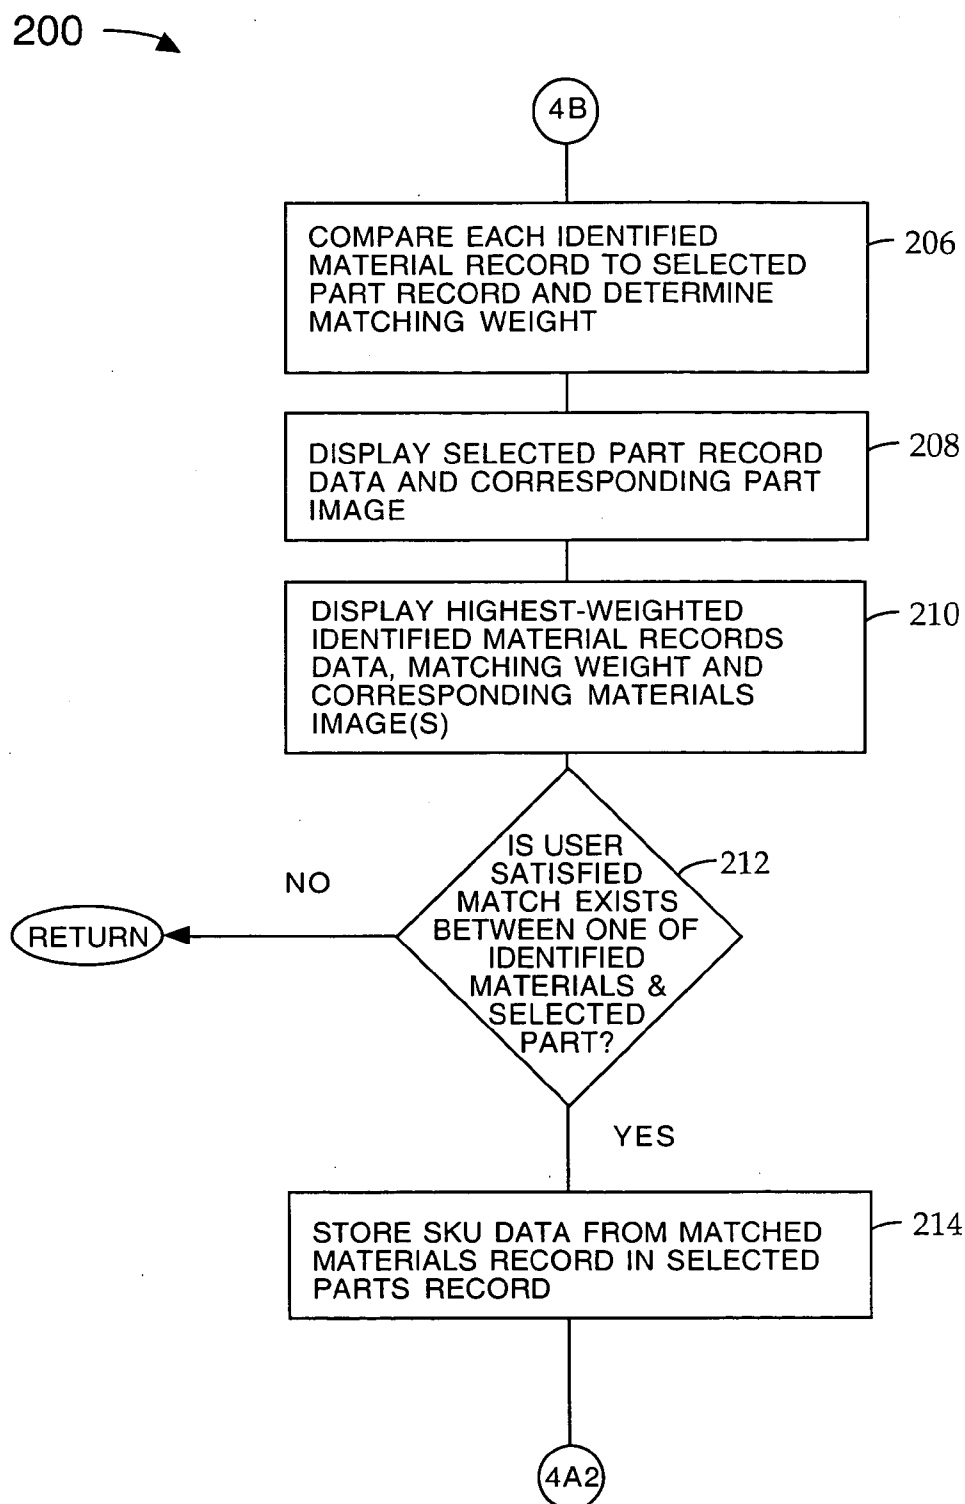 200
4B
COMPARE EACH IDENTIFIED
MATERIAL RECORD TO SELECTED
PART RECORD AND DETERMINE
MATCHING WEIGHT
206
DISPLAY SELECTED PART RECORD
DATA AND CORRESPONDING PART
IMAGE
208
DISPLAY HIGHEST-WEIGHTED
IDENTIFIED MATERIAL RECORDS
DATA, MATCHING WEIGHT AND
CORRESPONDING MATERIALS
IMAGE(S)
210
IS USER
SATISFIED
MATCH EXISTS
BETWEEN ONE OF
IDENTIFIED
MATERIALS &
SELECTED
PART?
212
NO
RETURN
YES
STORE SKU DATA FROM MATCHED
MATERIALS RECORD IN SELECTED
PARTS RECORD
214
4A2